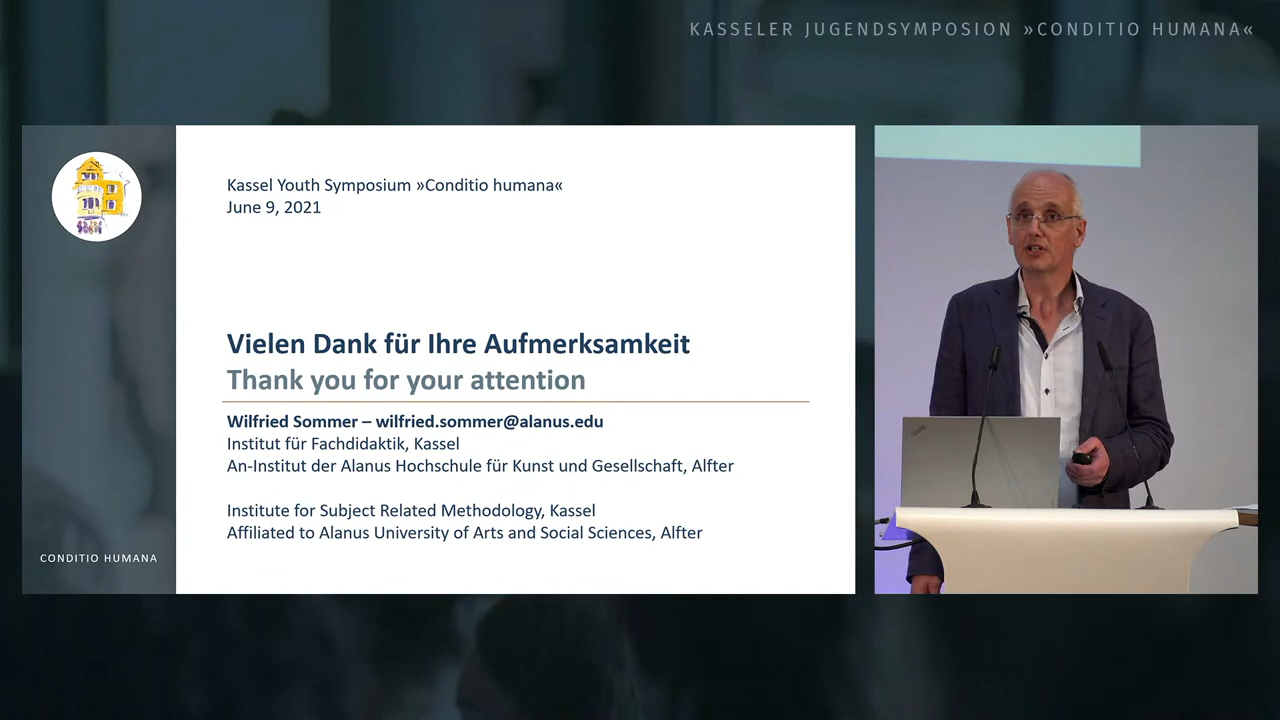 KASSELER JUGENDSYMPOSION »CONDITIO HUMANA«
Kassel Youth Symposium »Conditio humana«
June 9, 2021
Vielen Dank für Ihre Aufmerksamkeit
Thank you for your attention
Wilfried Sommer – wilfried.sommer@alanus.edu
Institut für Fachdidaktik, Kassel
An-Institut der Alanus Hochschule für Kunst und Gesellschaft, Alfter
Institute for Subject Related Methodology, Kassel
Affiliated to Alanus University of Arts and Social Sciences, Alfter
CONDITIO HUMANA